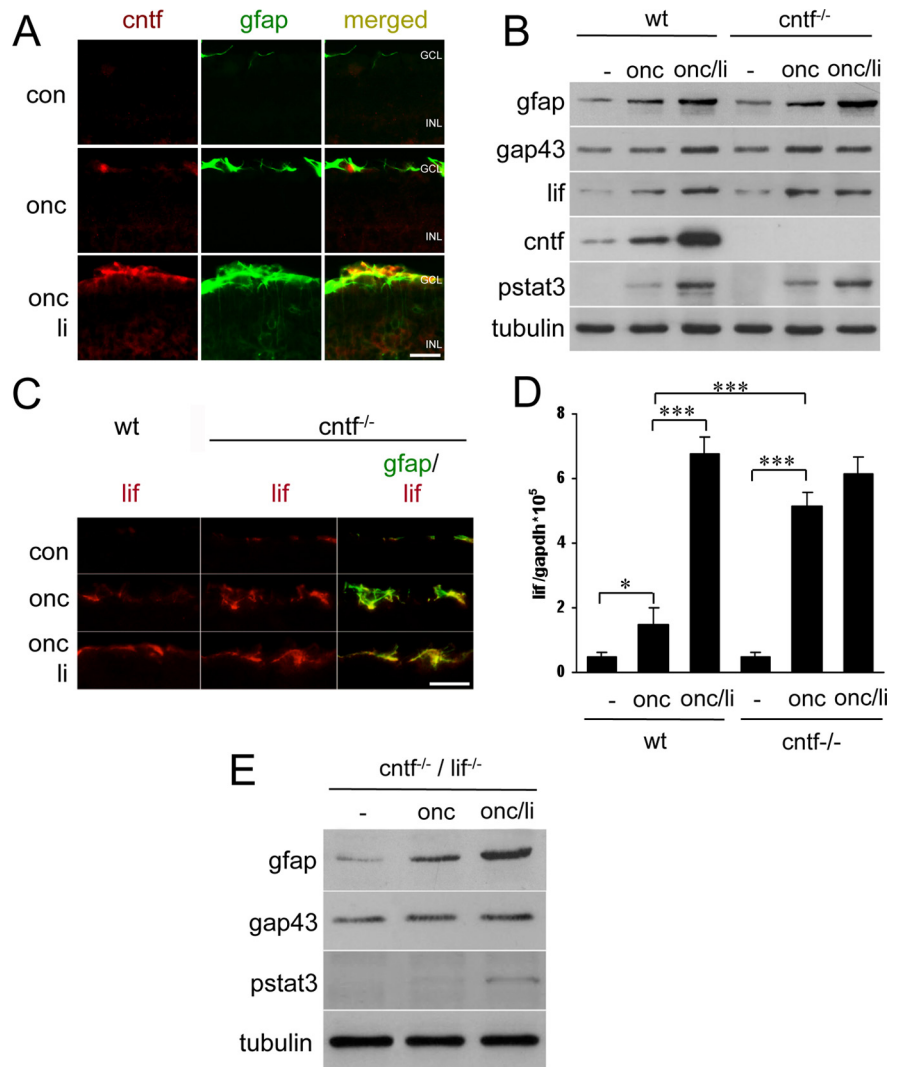 A
cntf gfap merged
con
GCL
INL
onc
GCL
INL
onc
li
GCL
INL
B
wt cntf-/-
- onc onc/li - onc onc/li
gfap
gap43
lif
cntf
pstat3
tubulin
C
wt cntf-/-
gfap/
lif lif lif
con
onc
onc
li
D
lif/gapdh*10⁵
8
6
4
2
0
*
***
***
***
- onc onc/li - onc onc/li
wt cntf-/-
E
cntf-/- / lif-/-
- onc onc/li
gfap
gap43
pstat3
tubulin